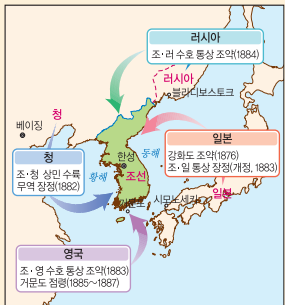 러시아
조·러 수호 통상 조약(1884)
러시아
블라디보스토크
청
베이징
일본
강화도 조약(1876)
조·일 통상 장정(개정, 1883)
한성
동해
청
조·청 상민 수륙
무역 장정(1882)
황해
조선
시모노세키
일본
영국
조·영 수호 통상 조약(1883)
거문도 점령(1885~1887)